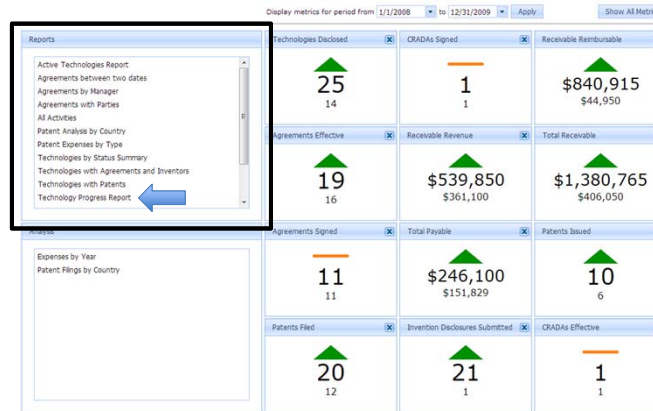 Display metrics for period from 1/1/2008 to 12/31/2009 Apply Show All Metri
Reports
Active Technologies Report
Agreements between two dates
Agreements by Manager
Agreements with Parties
All Activities
Patent Analysis by Country
Patent Expenses by Type
Technologies by Status Summary
Technologies with Agreements and Inventors
Technologies with Patents
Technology Progress Report
Analysis
Expenses by Year
Patent Filings by Country
Technologies Disclosed
25
14
CRADAs Signed
1
1
Receivable Reimbursable
$840,915
$44,950
Agreements Effective
19
16
Receivable Revenue
$539,850
$361,100
Total Receivable
$1,380,765
$406,050
Agreements Signed
11
11
Total Payable
$246,100
$151,829
Patents Issued
10
6
Patents Filed
20
12
Invention Disclosures Submitted
21
1
CRADAs Effective
1
1